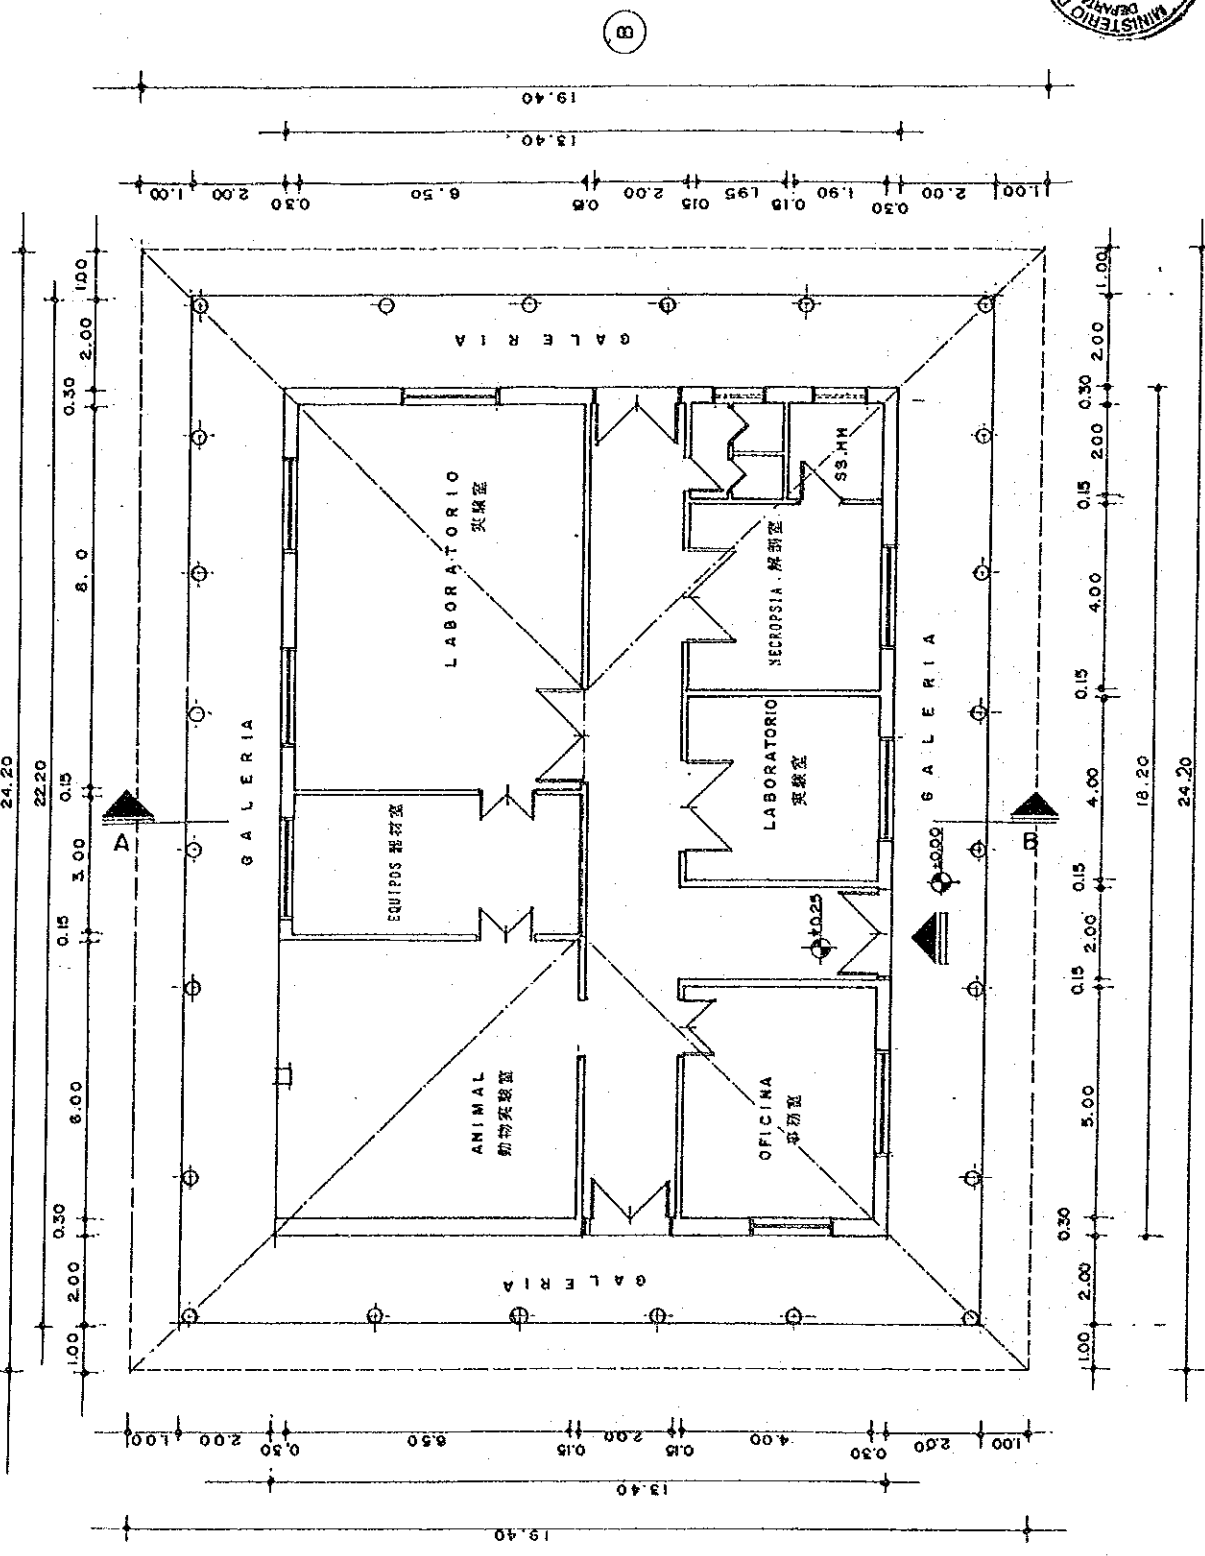 B
MINISTERIO
DEPARTA
19.40
13.40
1.00 2.00 0.30 6.50 0.15 2.00 0.15 1.95 0.15 1.90 0.30 2.00 1.00
24.20
22.20
1.00 2.00 0.30 8.0 0.15 3.00 0.15 6.00 0.30 2.00 1.00
GALERIA
GALERIA
LABORATORIO
実験室
SS.HH
NECROPSIA. 解剖室
LABORATORIO
実験室
GALERIA
EQUIPOS 器材室
A
B
±0.00
+0.25
ANIMAL
動物実験室
OFICINA
事務室
GALERIA
1.00 2.00 0.30 2.00 0.15 4.00 0.15 4.00 0.15 2.00 0.15 5.00 0.30 2.00 1.00
18.20
24.20
1.00 2.00 0.30 6.50 0.15 2.00 0.15 4.00 0.30 2.00 1.00
13.40
19.40